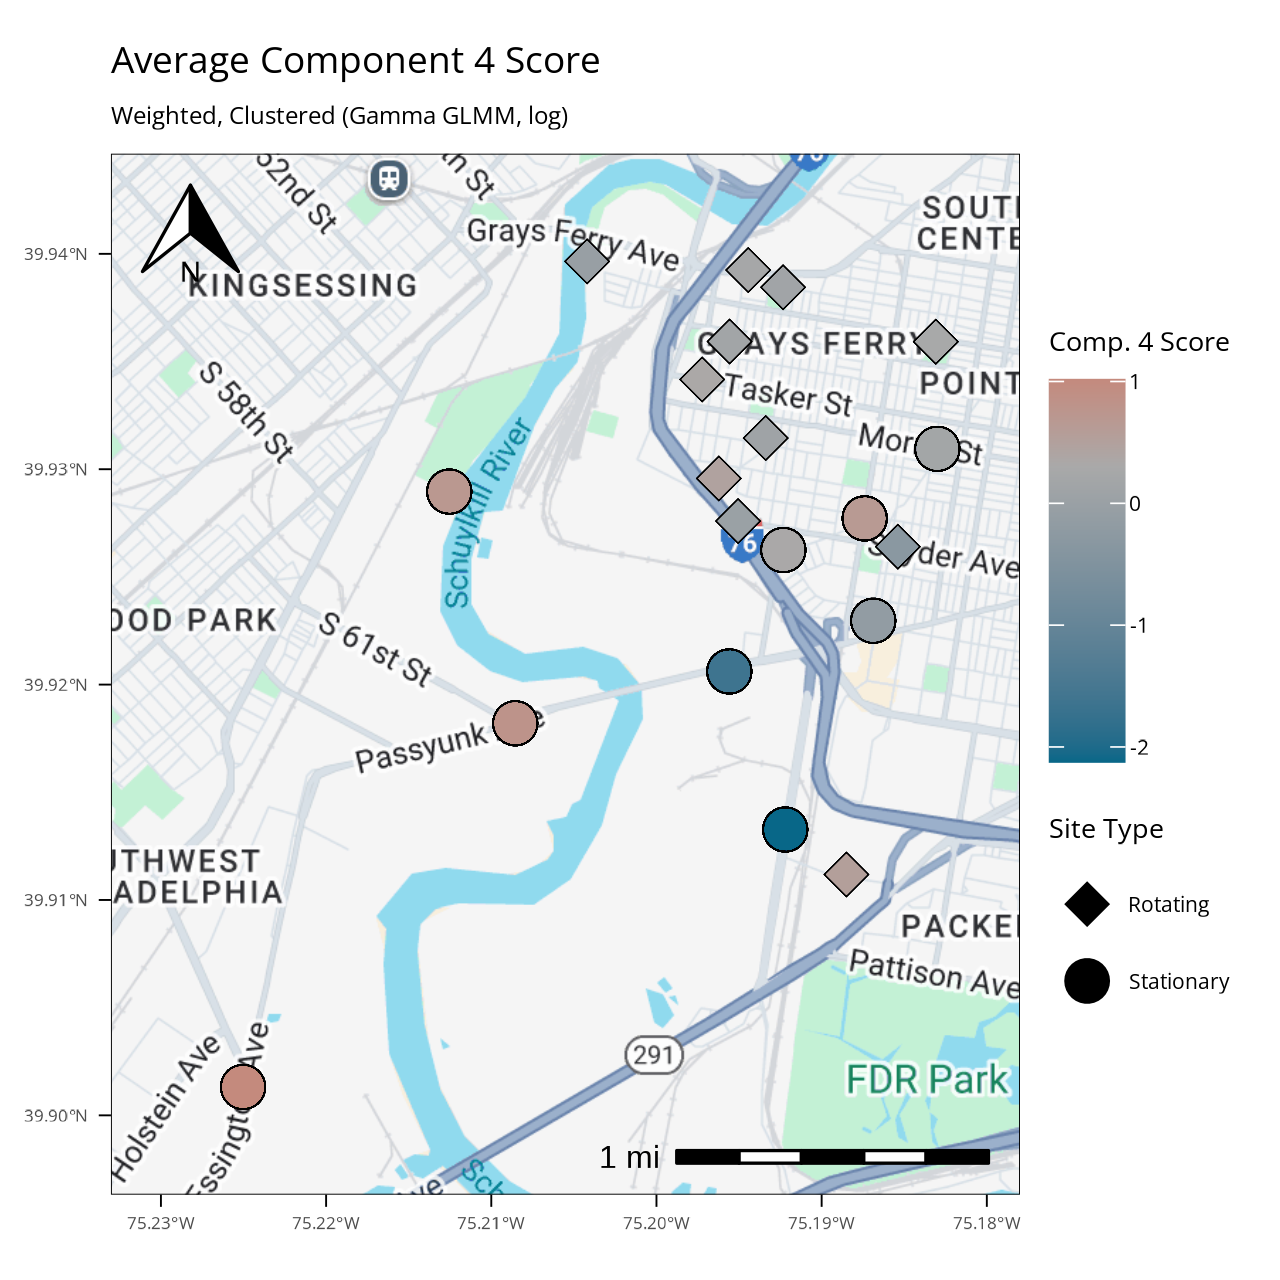 Average Component 4 Score
Weighted, Clustered (Gamma GLMM, log)
52nd St
th St
76
SOUTH
CENTE
Grays Ferry Ave
N
KINGSESSING
GRAYS FERRY
POINT
Tasker St
S 58th St
St
Schuylkill River
76
der Ave
OOD PARK
S 61st St
Passyunk
UTHWEST
ADELPHIA
PACKE
Pattison Ave
291
FDR Park
Holstein Ave
Essington Ave
1 mi
Sch
ve
39.94°N
39.93°N
39.92°N
39.91°N
39.90°N
75.23°W
75.22°W
75.21°W
75.20°W
75.19°W
75.18°W
Comp. 4 Score
1
0
-1
-2
Site Type
Rotating
Stationary